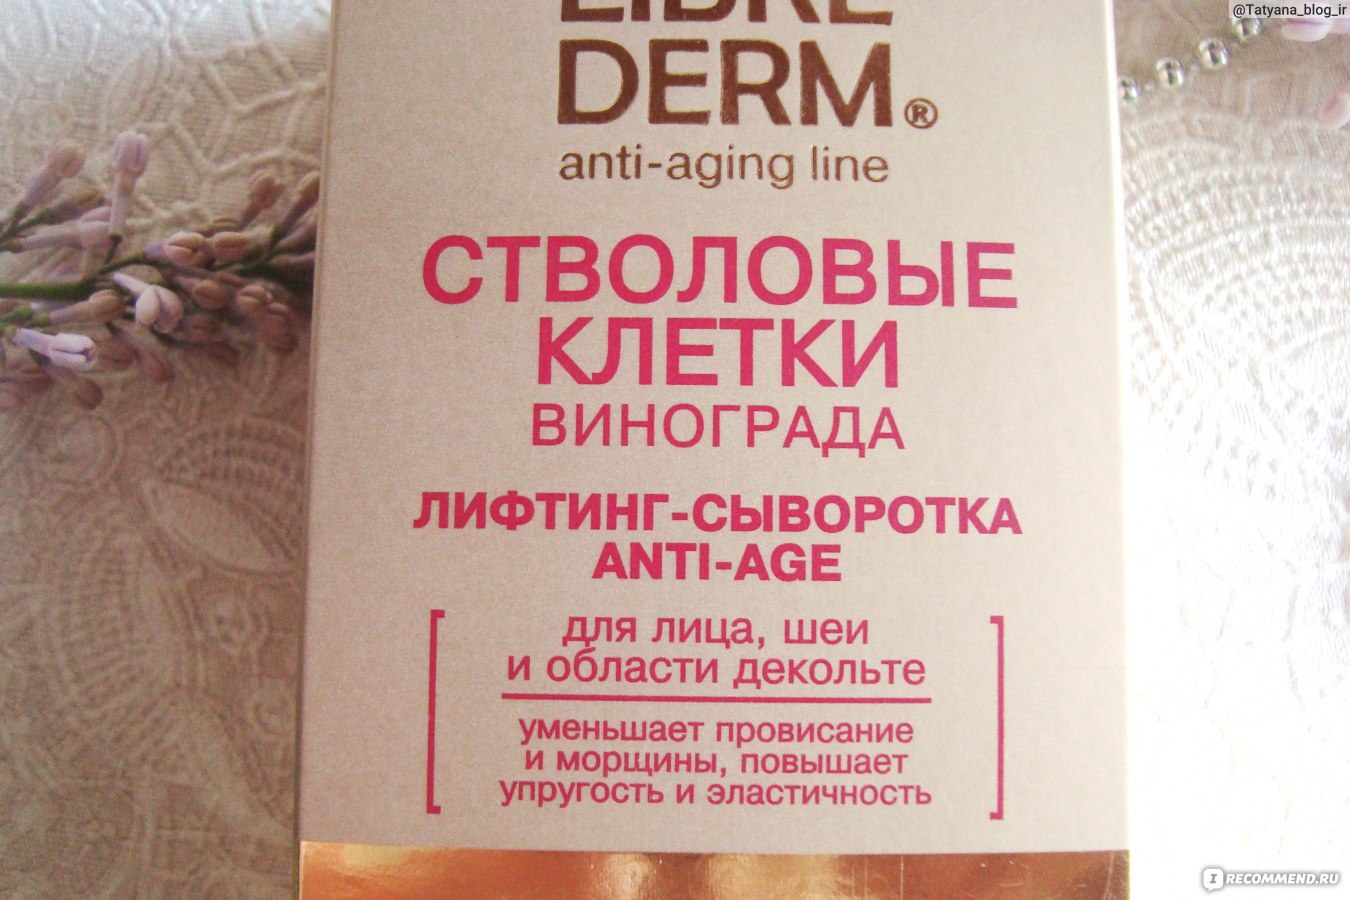 @Tatyana_blog_ir
LIBRE
DERM®
anti-aging line
СТВОЛОВЫЕ
КЛЕТКИ
ВИНОГРАДА
ЛИФТИНГ-СЫВОРОТКА
ANTI-AGE
для лица, шеи
и области декольте
уменьшает провисание
и морщины, повышает
упругость и эластичность
I RECOMMEND.RU